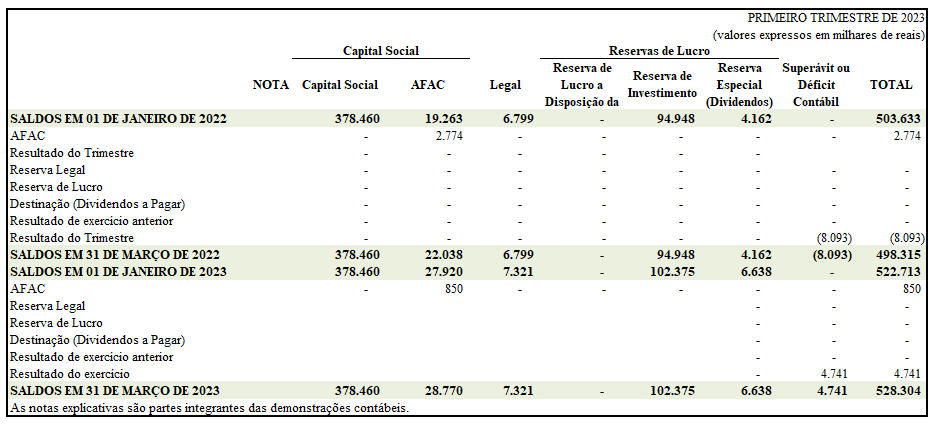 PRIMEIRO TRIMESTRE DE 2023
(valores expressos em milhares de reais)
Capital Social Reservas de Lucro
NOTA Capital Social AFAC Legal Reserva de Lucro a Disposição da Reserva de Investimento Reserva Especial (Dividendos) Superávit ou Déficit Contábil TOTAL
SALDOS EM 01 DE JANEIRO DE 2022 378.460 19.263 6.799 - 94.948 4.162 - 503.633
AFAC - 2.774 - - - - - 2.774
Resultado do Trimestre - - - - -
Reserva Legal - - - - - - - -
Reserva de Lucro - - - - - - - -
Destinação (Dividendos a Pagar) - - - - - - - -
Resultado de exercício anterior - - - - - - - -
Resultado do Trimestre - - - - - - (8.093) (8.093)
SALDOS EM 31 DE MARÇO DE 2022 378.460 22.038 6.799 - 94.948 4.162 (8.093) 498.315
SALDOS EM 01 DE JANEIRO DE 2023 378.460 27.920 7.321 - 102.375 6.638 - 522.713
AFAC - 850 - - - - - 850
Reserva Legal - - -
Reserva de Lucro - - -
Destinação (Dividendos a Pagar) - - -
Resultado de exercício anterior - - -
Resultado do exercício - 4.741 4.741
SALDOS EM 31 DE MARÇO DE 2023 378.460 28.770 7.321 - 102.375 6.638 4.741 528.304
As notas explicativas são partes integrantes das demonstrações contábeis.